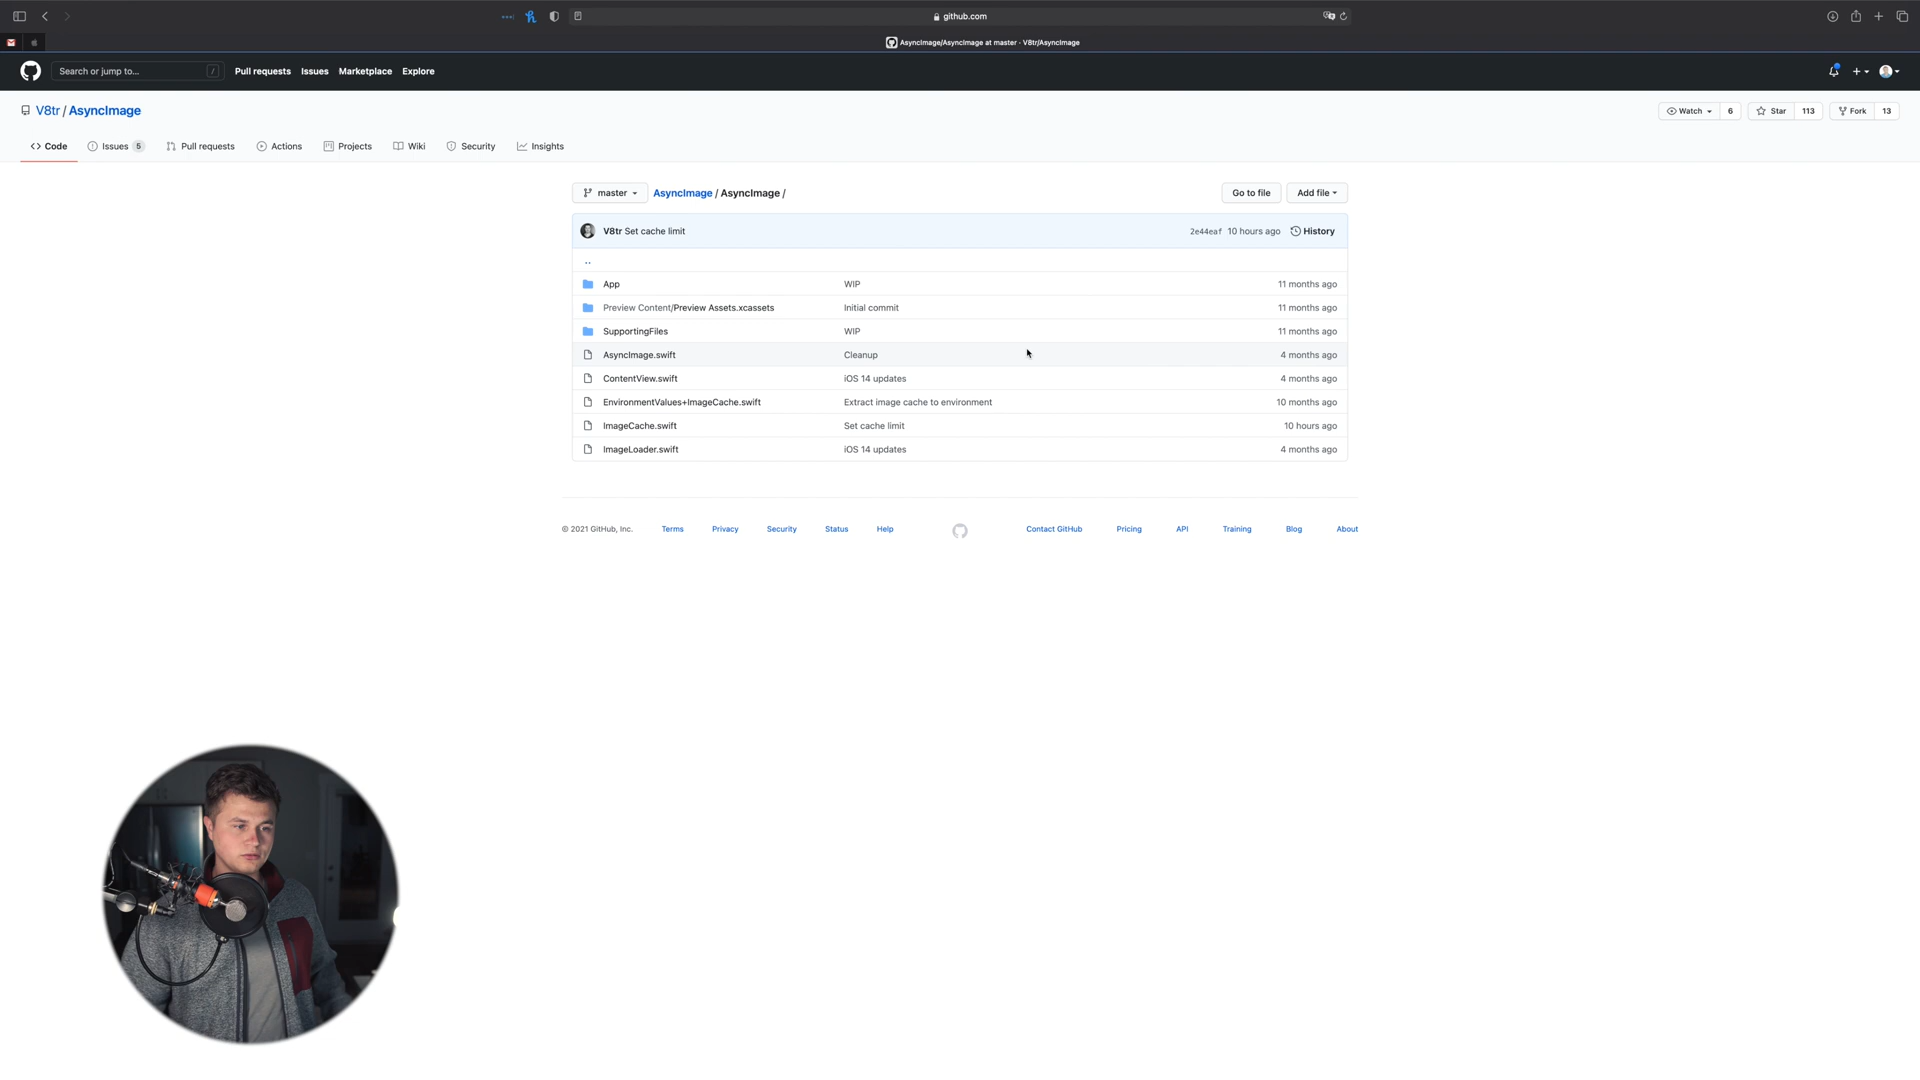 github.com
AsyncImage/AsyncImage at master · V8tr/AsyncImage
Search or jump to... /
Pull requests Issues Marketplace Explore
V8tr / AsyncImage
Watch 6 Star 113 Fork 13
Code Issues 5 Pull requests Actions Projects Wiki Security Insights
master AsyncImage / AsyncImage / Go to file Add file
V8tr Set cache limit 2e44eaf 10 hours ago History
..
App WIP 11 months ago
Preview Content/Preview Assets.xcassets Initial commit 11 months ago
SupportingFiles WIP 11 months ago
AsyncImage.swift Cleanup 4 months ago
ContentView.swift iOS 14 updates 4 months ago
EnvironmentValues+ImageCache.swift Extract image cache to environment 10 months ago
ImageCache.swift Set cache limit 10 hours ago
ImageLoader.swift iOS 14 updates 4 months ago
© 2021 GitHub, Inc. Terms Privacy Security Status Help Contact GitHub Pricing API Training Blog About